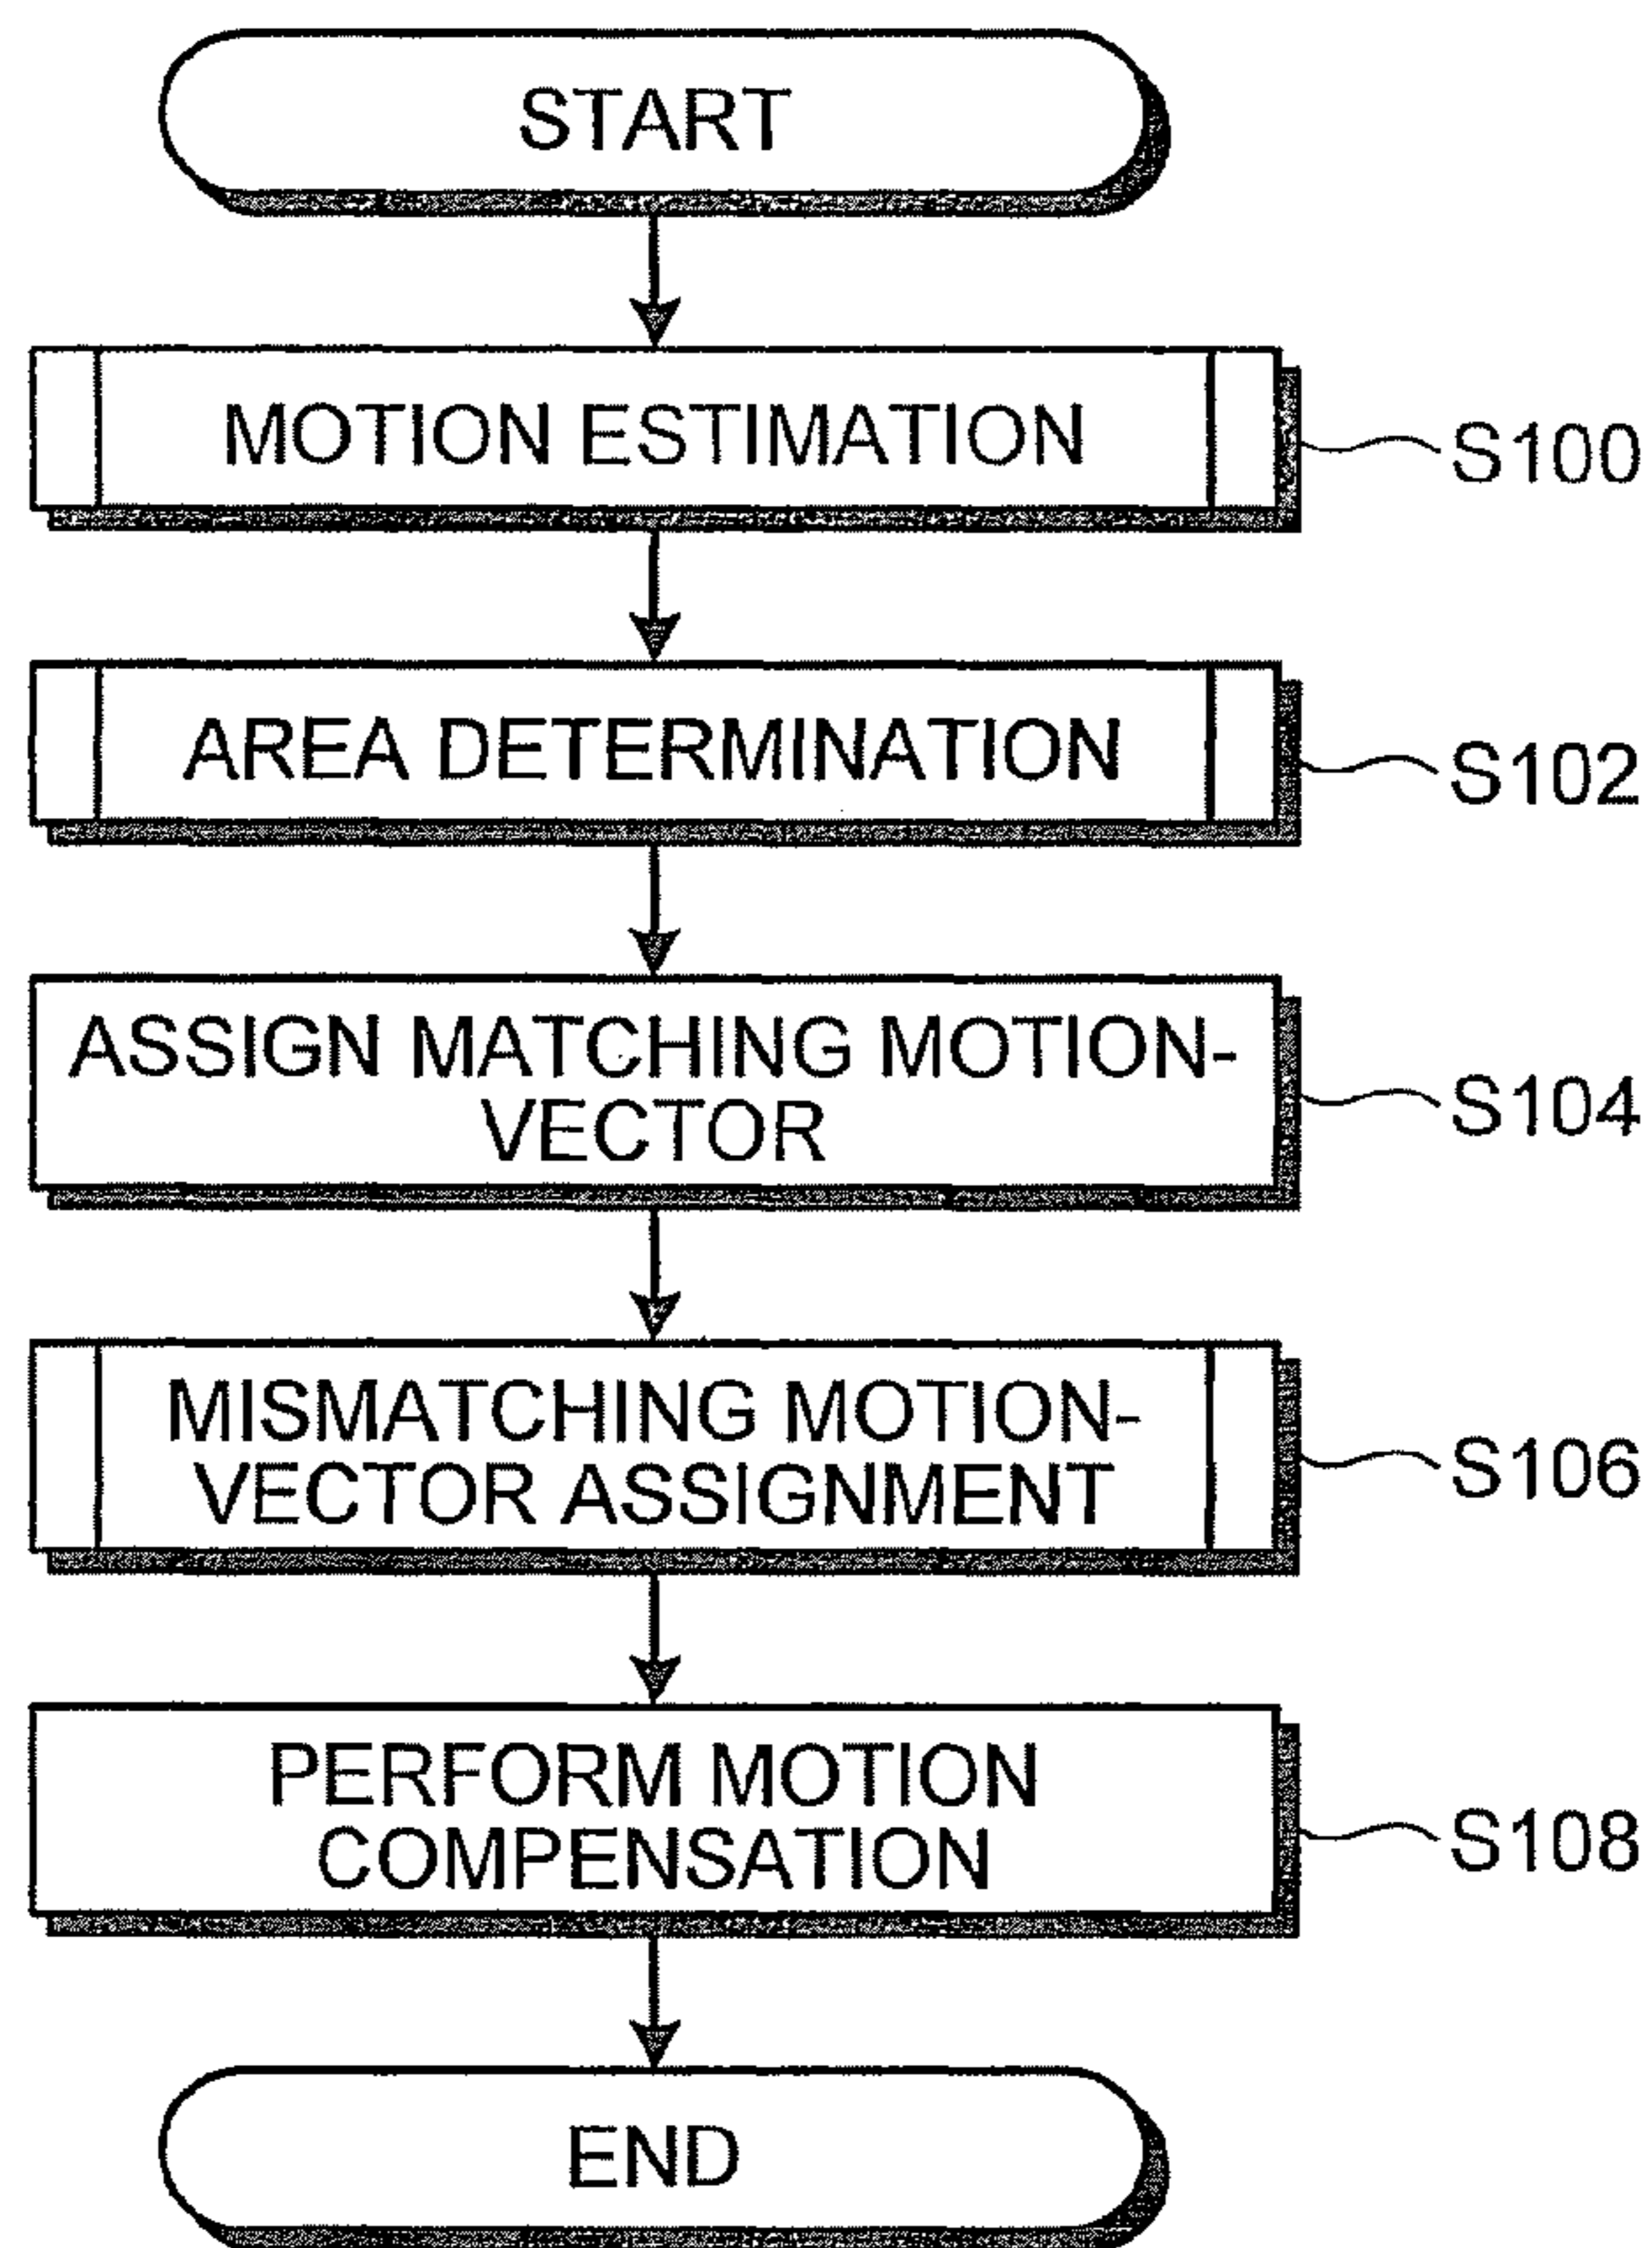 START
MOTION ESTIMATION
S100
AREA DETERMINATION
S102
ASSIGN MATCHING MOTION-
VECTOR
S104
MISMATCHING MOTION-
VECTOR ASSIGNMENT
S106
PERFORM MOTION
COMPENSATION
S108
END